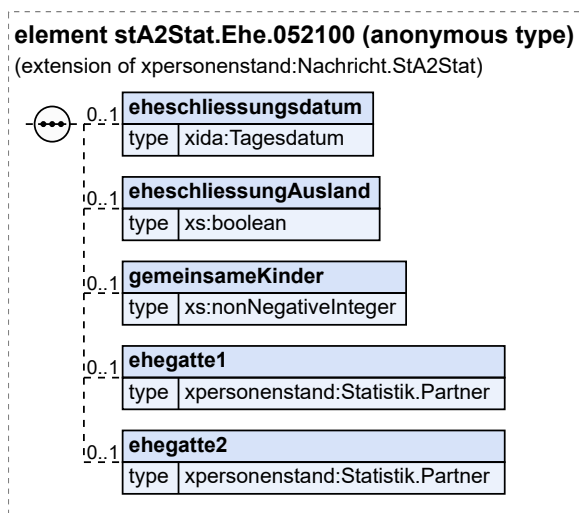 element stA2Stat.Ehe.052100 (anonymous type)
(extension of xpersonenstand:Nachricht.StA2Stat)
0..1 eheschliessungsdatum
type xida:Tagesdatum
0..1 eheschliessungAusland
type xs:boolean
0..1 gemeinsameKinder
type xs:nonNegativeInteger
0..1 ehegatte1
type xpersonenstand:Statistik.Partner
0..1 ehegatte2
type xpersonenstand:Statistik.Partner